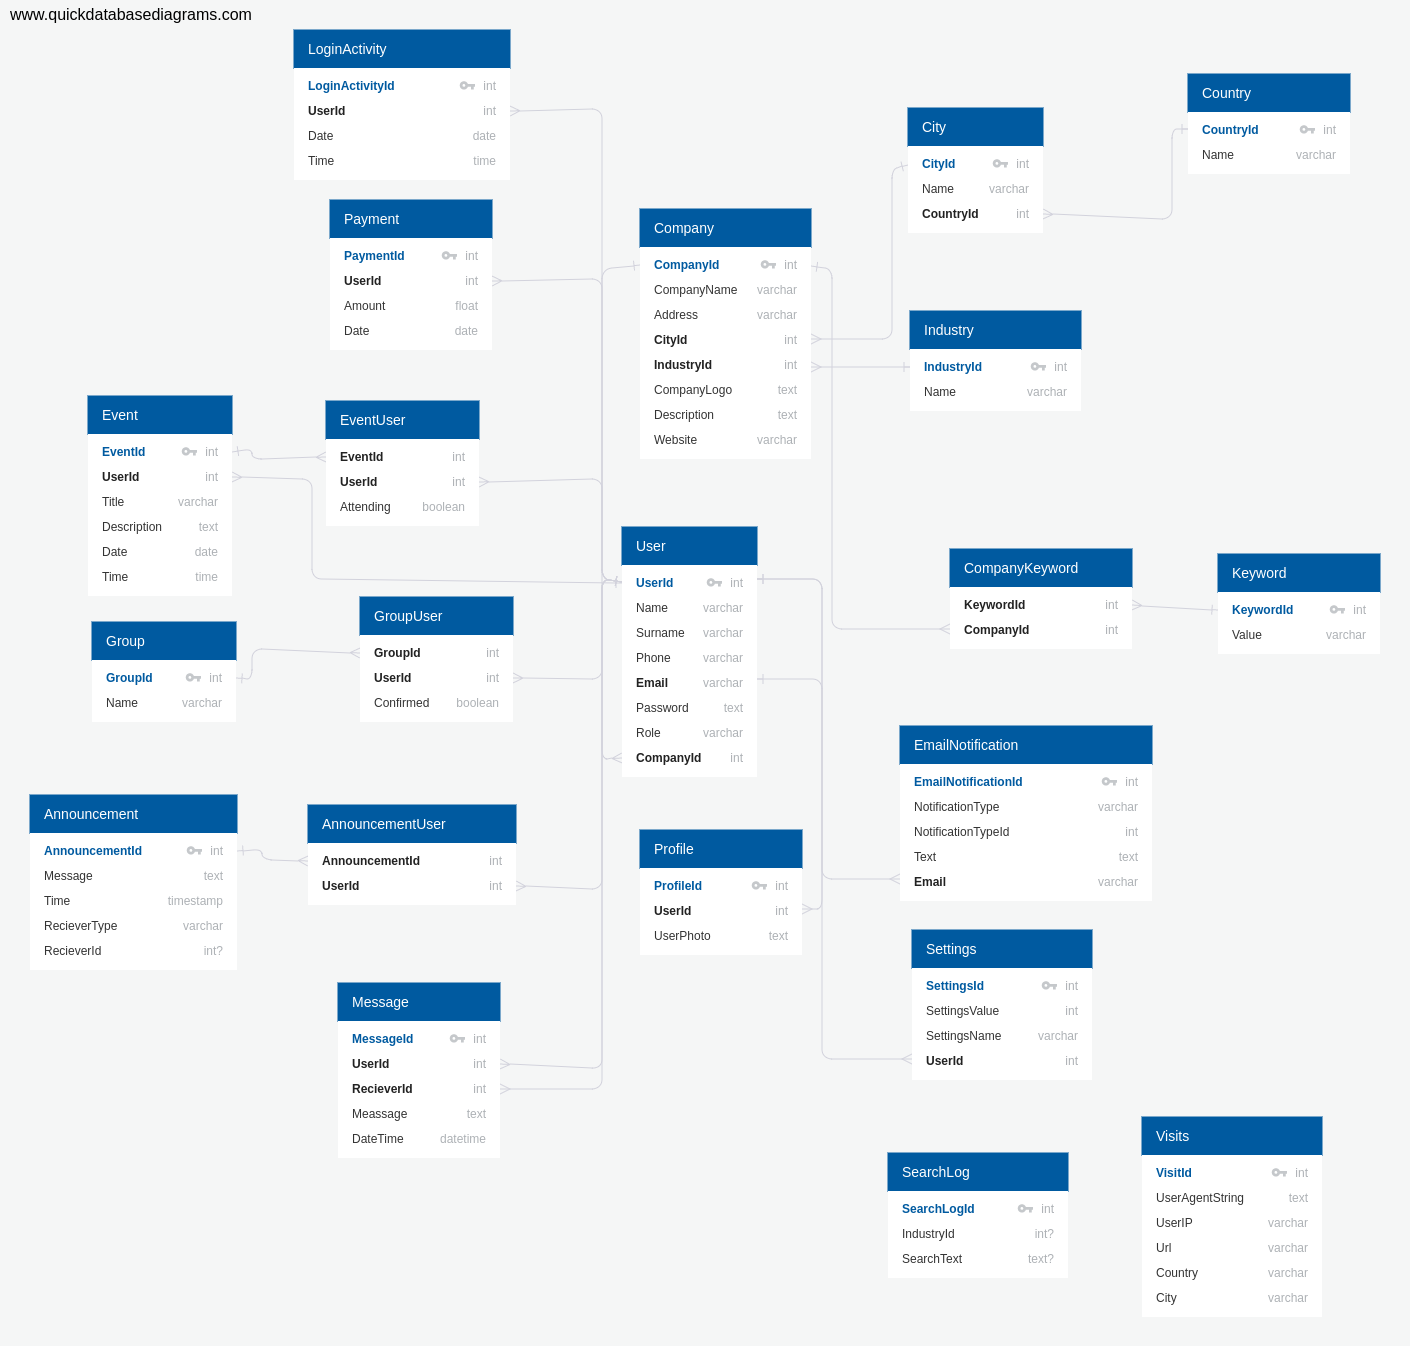 www.quickdatabasediagrams.com
LoginActivity
LoginActivityId int
UserId int
Date date
Time time
Payment
PaymentId int
UserId int
Amount float
Date date
Event
EventId int
UserId int
Title varchar
Description text
Date date
Time time
EventUser
EventId int
UserId int
Attending boolean
Group
GroupId int
Name varchar
GroupUser
GroupId int
UserId int
Confirmed boolean
Announcement
AnnouncementId int
Message text
Time timestamp
RecieverType varchar
RecieverId int?
AnnouncementUser
AnnouncementId int
UserId int
Message
MessageId int
UserId int
RecieverId int
Meassage text
DateTime datetime
Company
CompanyId int
CompanyName varchar
Address varchar
CityId int
IndustryId int
CompanyLogo text
Description text
Website varchar
User
UserId int
Name varchar
Surname varchar
Phone varchar
Email varchar
Password text
Role varchar
CompanyId int
Profile
ProfileId int
UserId int
UserPhoto text
City
CityId int
Name varchar
CountryId int
Country
CountryId int
Name varchar
Industry
IndustryId int
Name varchar
CompanyKeyword
KeywordId int
CompanyId int
Keyword
KeywordId int
Value varchar
EmailNotification
EmailNotificationId int
NotificationType varchar
NotificationTypeId int
Text text
Email varchar
Settings
SettingsId int
SettingsValue int
SettingsName varchar
UserId int
SearchLog
SearchLogId int
IndustryId int?
SearchText text?
Visits
VisitId int
UserAgentString text
UserIP varchar
Url varchar
Country varchar
City varchar